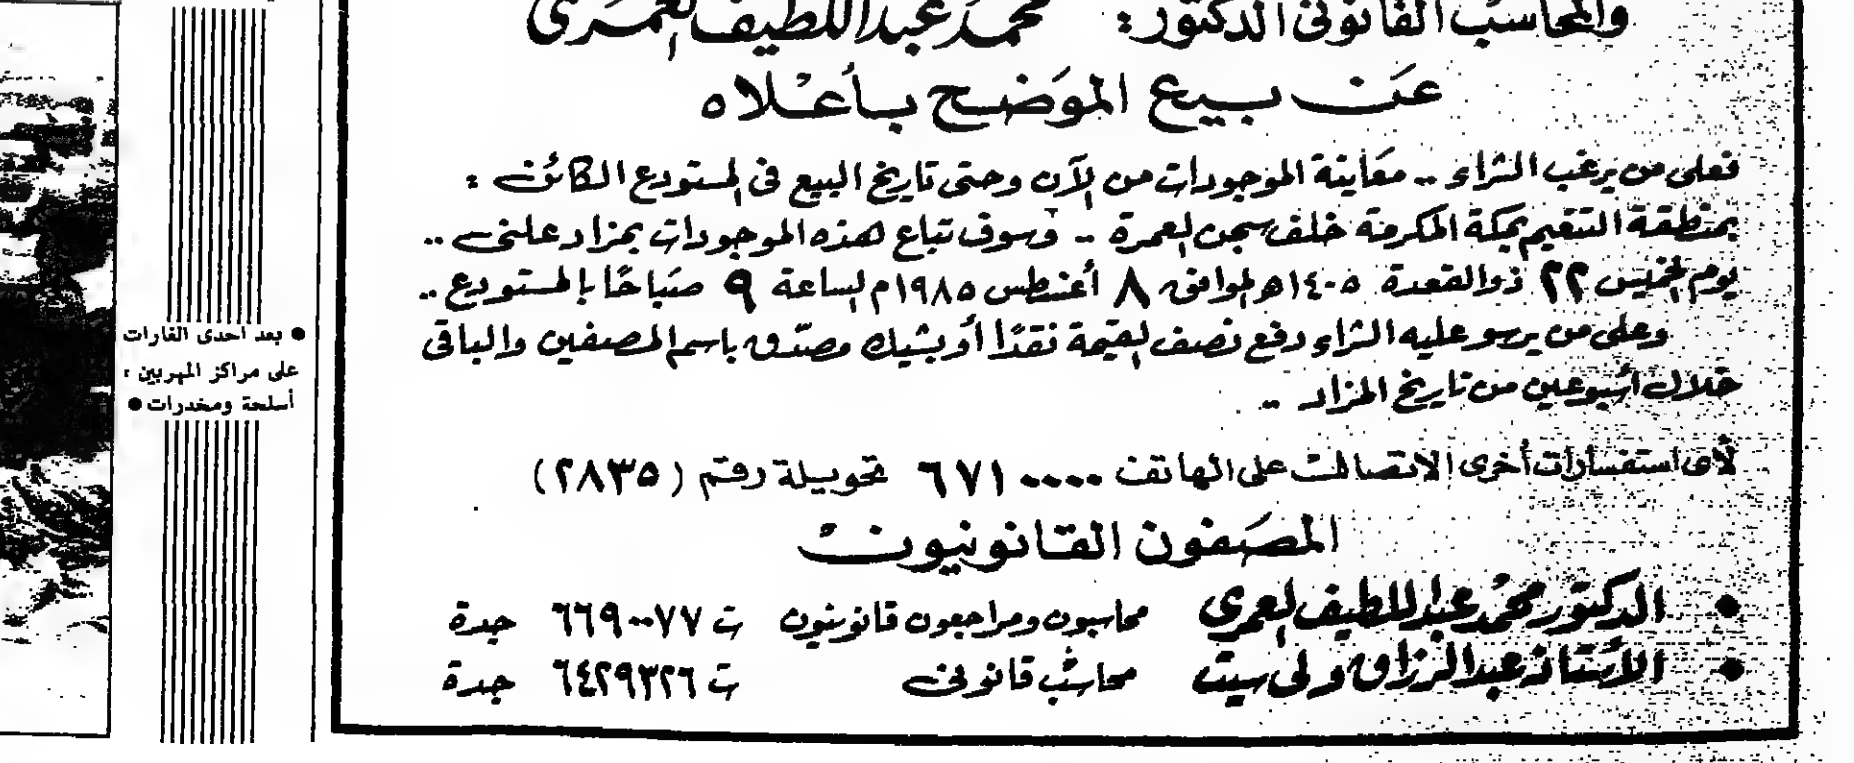 والمحاسب القانونى الدكتور: محمد عبد اللطيف العمرى
عن بيع الموضح بأعلاه
فعلى من يرغب الشراء .. معاينة الموجودات من الآن وحتى تاريخ البيع فى المستودع الكائن :
بمنطقة التنعيم بمكة المكرمة خلف سجن العمرة .. وسوف تباع هذه الموجودات بمزاد علنى ..
يوم الخميس ٢٢ ذو القعدة ١٤٠٥هـ الموافق ٨ أغسطس ١٩٨٥م الساعة ٩ صباحًا بالمستودع ..
وعلى من يرسو عليه الشراء دفع نصف القيمة نقدًا أو بشيك مصدق باسم المصفين والباقى
خلال أسبوعين من تاريخ المزاد ..
لأى استفسارات أخرى الاتصال على الهاتف ٦٧١٠٠٠٠ تحويلة رقم (٢٨٣٥)
المصفون القانونيون
● الدكتور محمد عبد اللطيف العمرى محاسبون ومراجعون قانونيون ت ٦٦٩٠٠٧٧ جدة
● الأستاذ عبد الرزاق ولى سيت محاسب قانونى ت ٦٤٢٩٣٢٦ جدة
● بعد احدى الغارات
على مراكز المهربين :
أسلحة ومخدرات ●